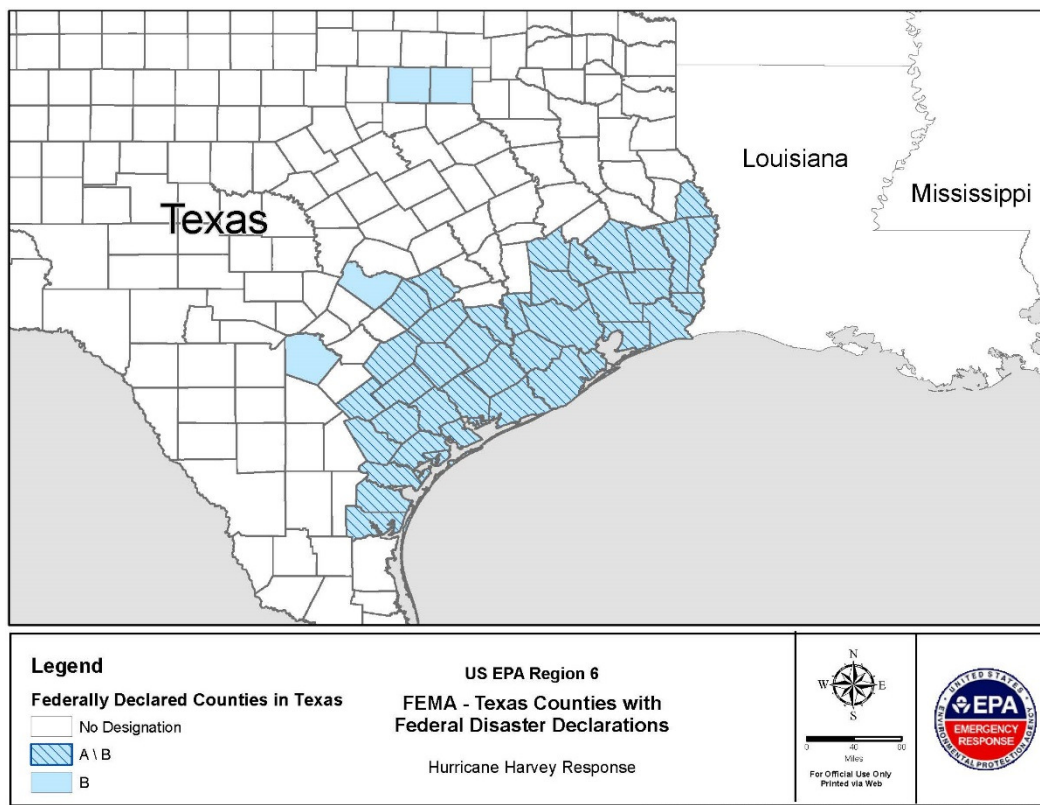 Texas
Louisiana
Mississippi
Legend
Federally Declared Counties in Texas
No Designation
A \ B
B
US EPA Region 6
FEMA - Texas Counties with
Federal Disaster Declarations
Hurricane Harvey Response
N
W E
S
0 40 80
Miles
For Official Use Only
Printed via Web
UNITED STATES
EPA
EMERGENCY
RESPONSE
ENVIRONMENTAL PROTECTION AGENCY